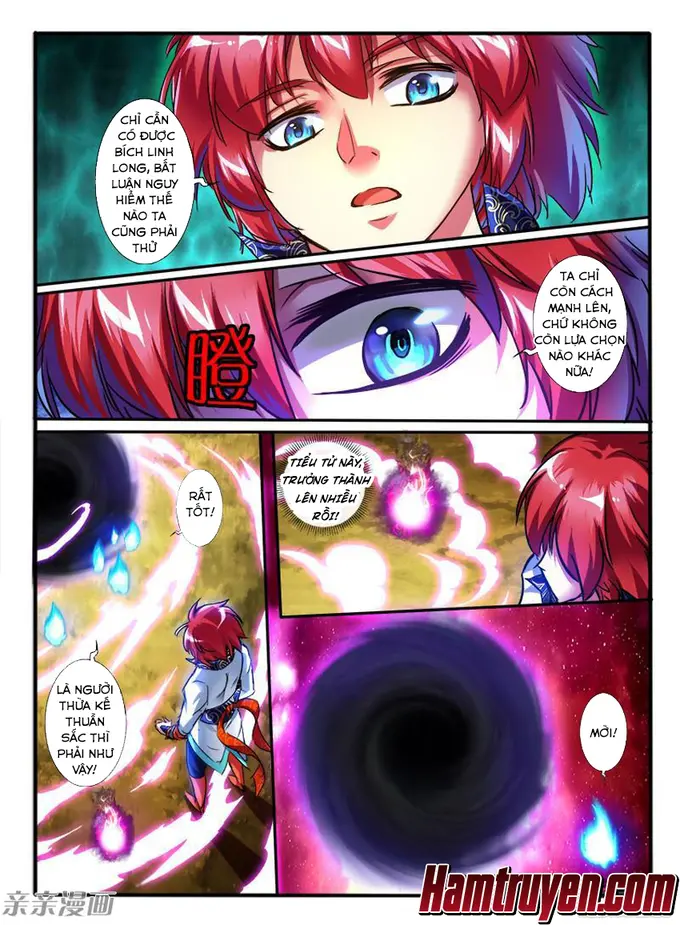 CHỈ CẦN
CÓ ĐƯỢC
BÍCH LINH
LONG, BẤT
LUẬN NGUY
HIỂM THẾ
NÀO TA
CŨNG PHẢI
THỬ
TA CHỈ
CÒN CÁCH
MẠNH LÊN,
CHỨ KHÔNG
CÒN LỰA CHỌN
NÀO KHÁC
NỮA!
瞪
RẤT
TỐT!
LÀ NGƯỜI
THỪA KẾ
THUẦN
SẮC THÌ
PHẢI NHƯ
VẬY!
TIỂU TỬ NÀY,
TRƯỞNG THÀNH
LÊN NHIỀU
RỒI!
MỜI!
亲亲漫画
Hamtruyen.com